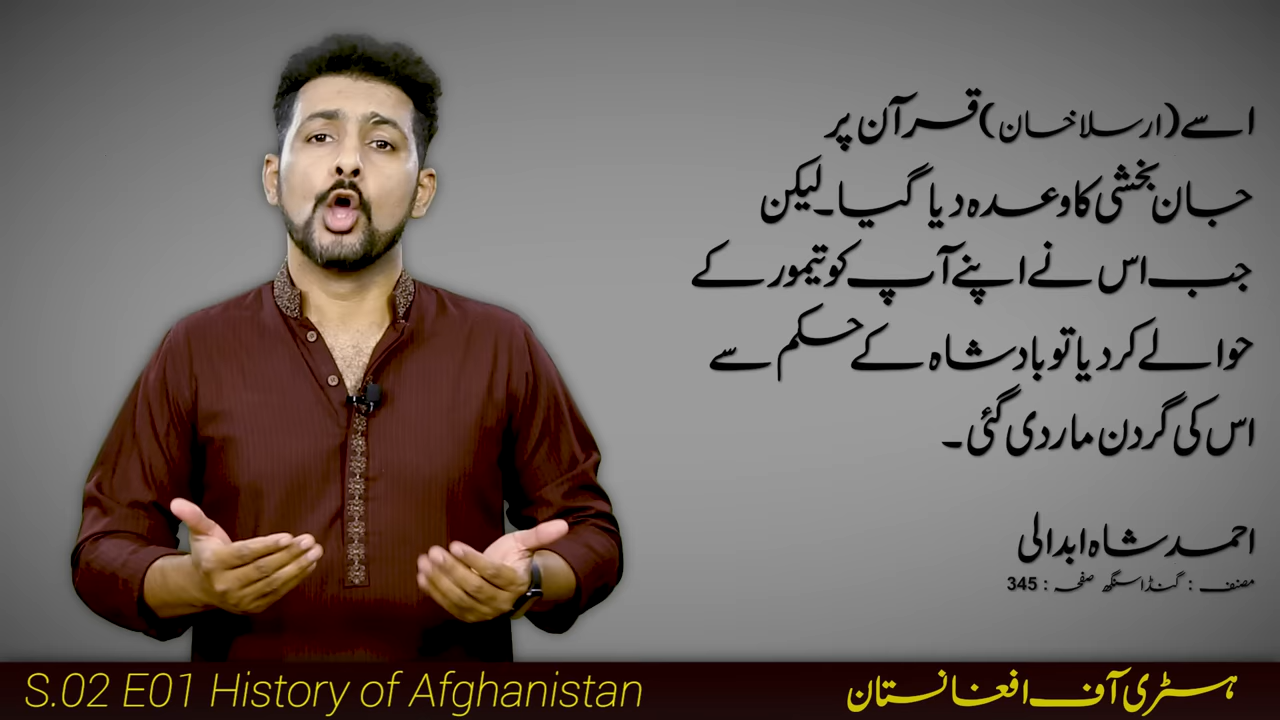 اسے (ارسلاخان) قرآن پر
جان بخشی کا وعدہ دیا گیا۔ لیکن
جب اس نے اپنے آپ کو تیمور کے
حوالے کر دیا تو بادشاہ کے حکم سے
اس کی گردن مار دی گئی ۔
احمد شاہ ابدالی
مصنف : گنڈا سنگھ صفحہ : 345
S.02 E01 History of Afghanistan
ہسٹری آف افغانستان